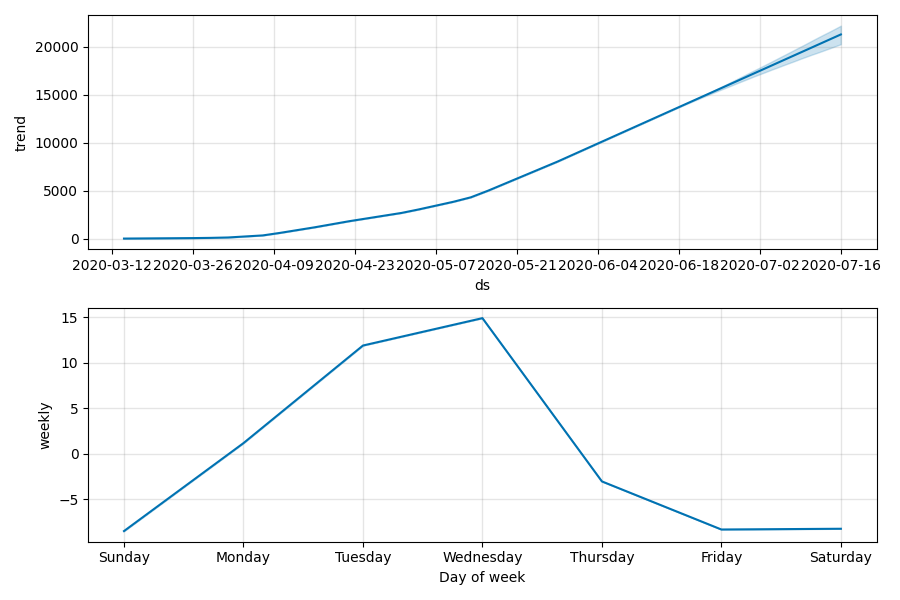 20000
15000
10000
5000
0
trend
2020-03-12 2020-03-26 2020-04-09 2020-04-23 2020-05-07 2020-05-21 2020-06-04 2020-06-18 2020-07-02 2020-07-16
ds
15
10
5
0
−5
weekly
Sunday Monday Tuesday Wednesday Thursday Friday Saturday
Day of week